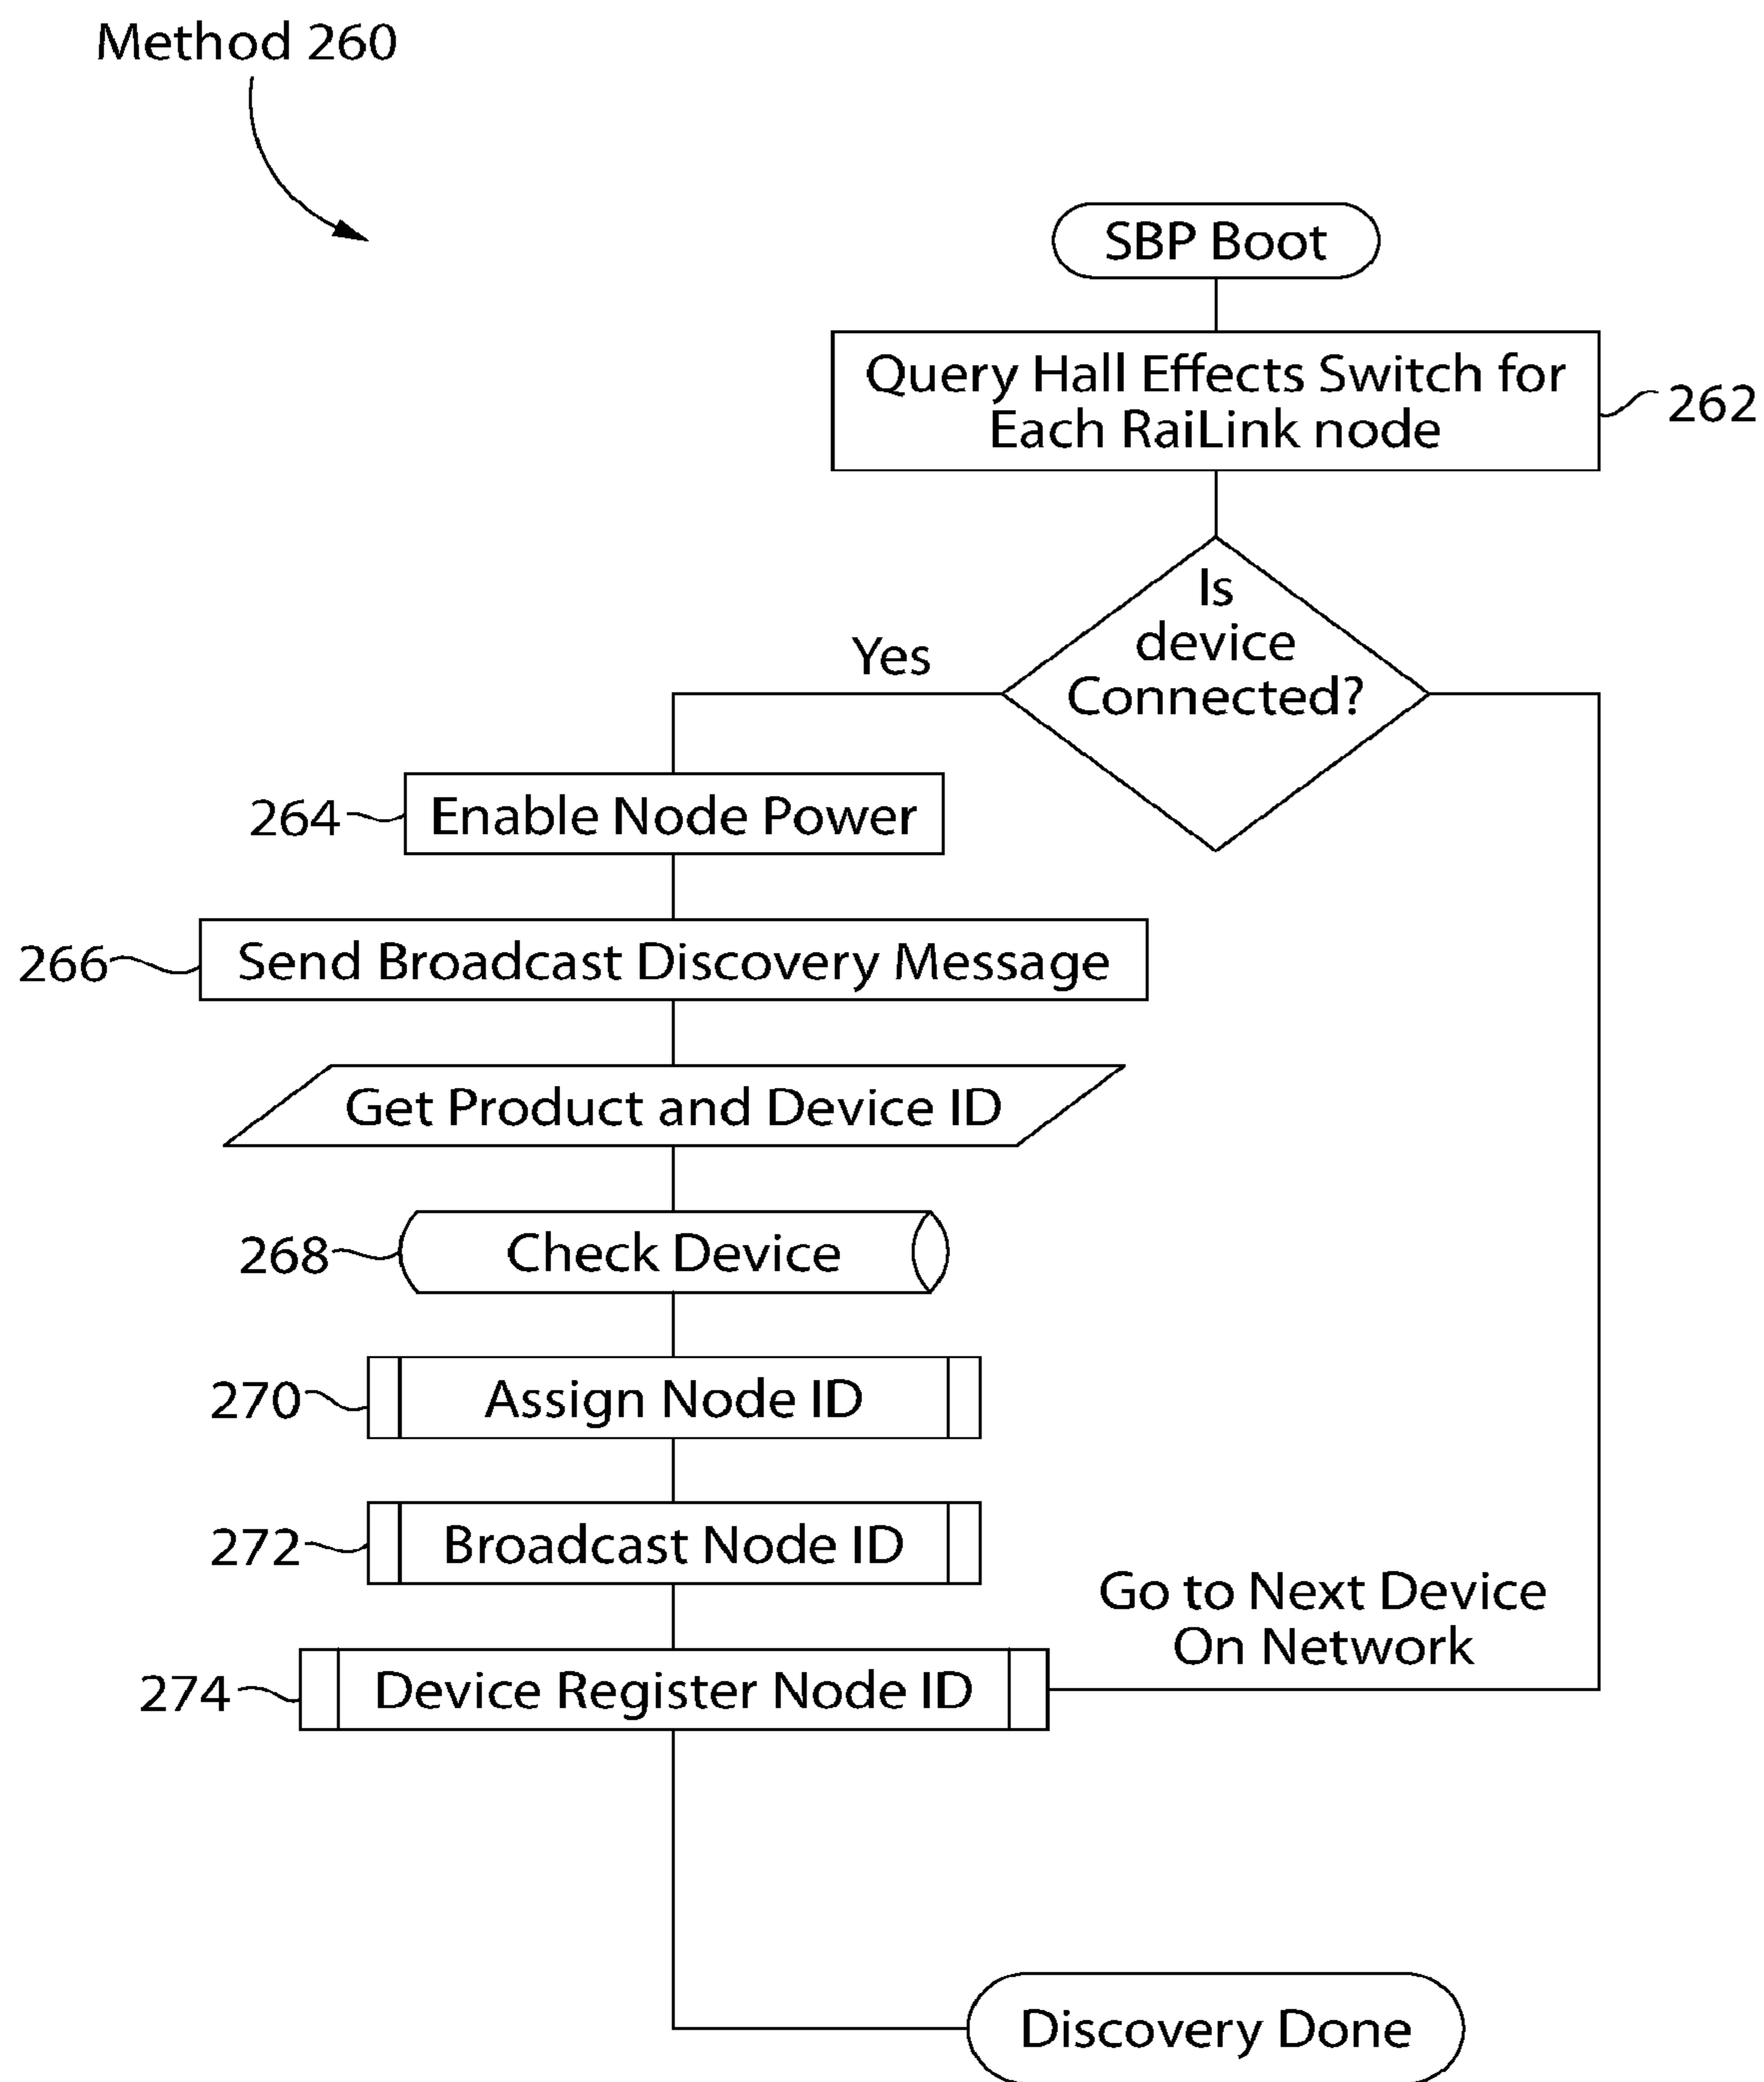 Method 260
SBP Boot
Query Hall Effects Switch for
Each RaiLink node
262
Is
device
Connected?
Yes
264
Enable Node Power
266
Send Broadcast Discovery Message
Get Product and Device ID
268
Check Device
270
Assign Node ID
272
Broadcast Node ID
Go to Next Device
On Network
274
Device Register Node ID
Discovery Done